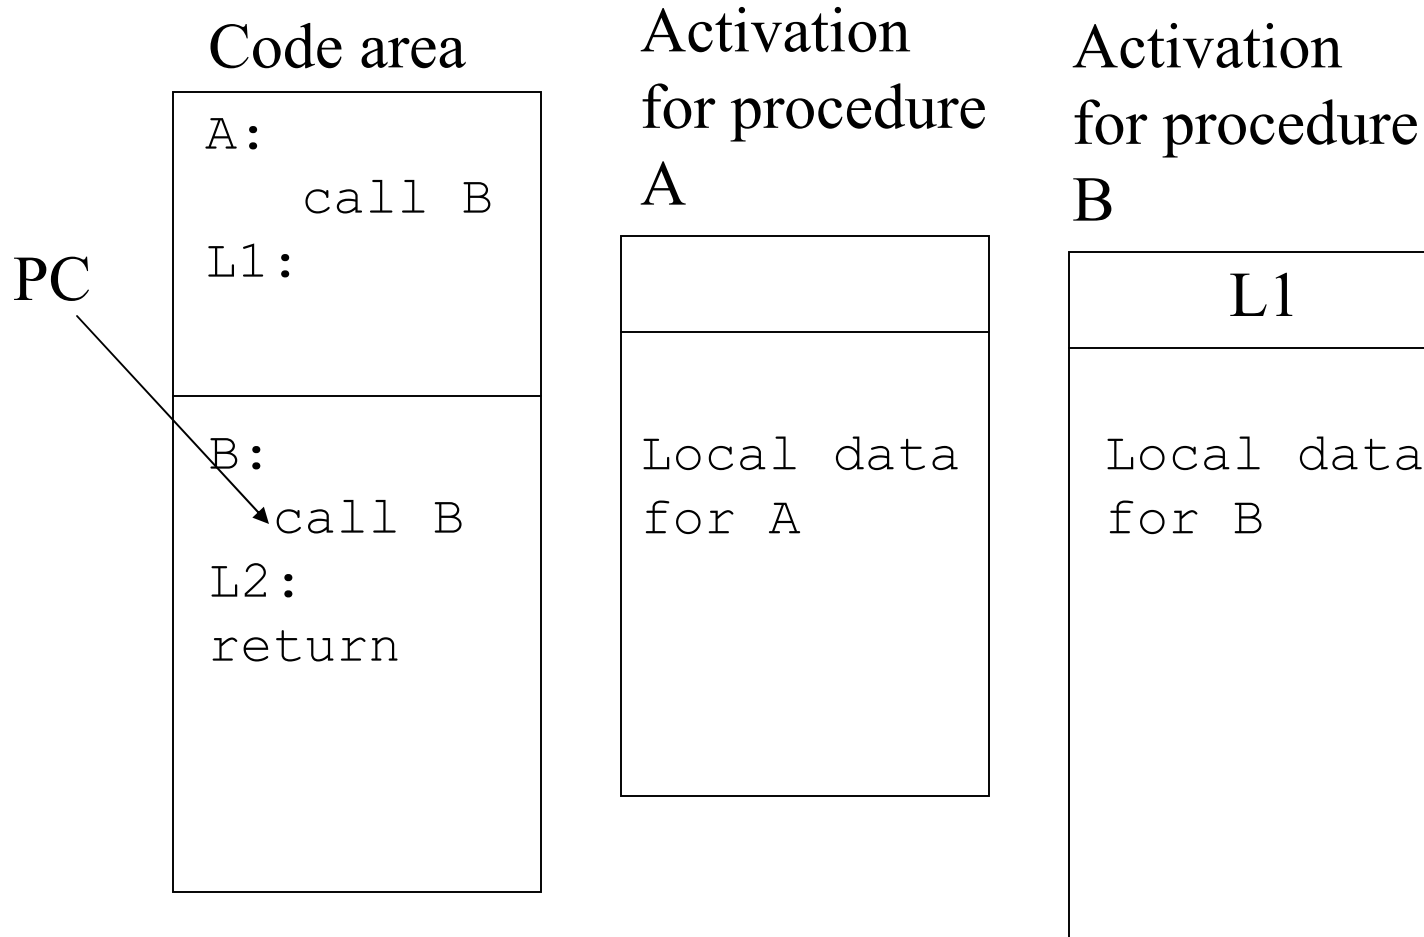 Code area
A:
call B
L1:
PC
B:
call B
L2:
return
Activation
for procedure
A
Local data
for A
Activation
for procedure
B
L1
Local data
for B